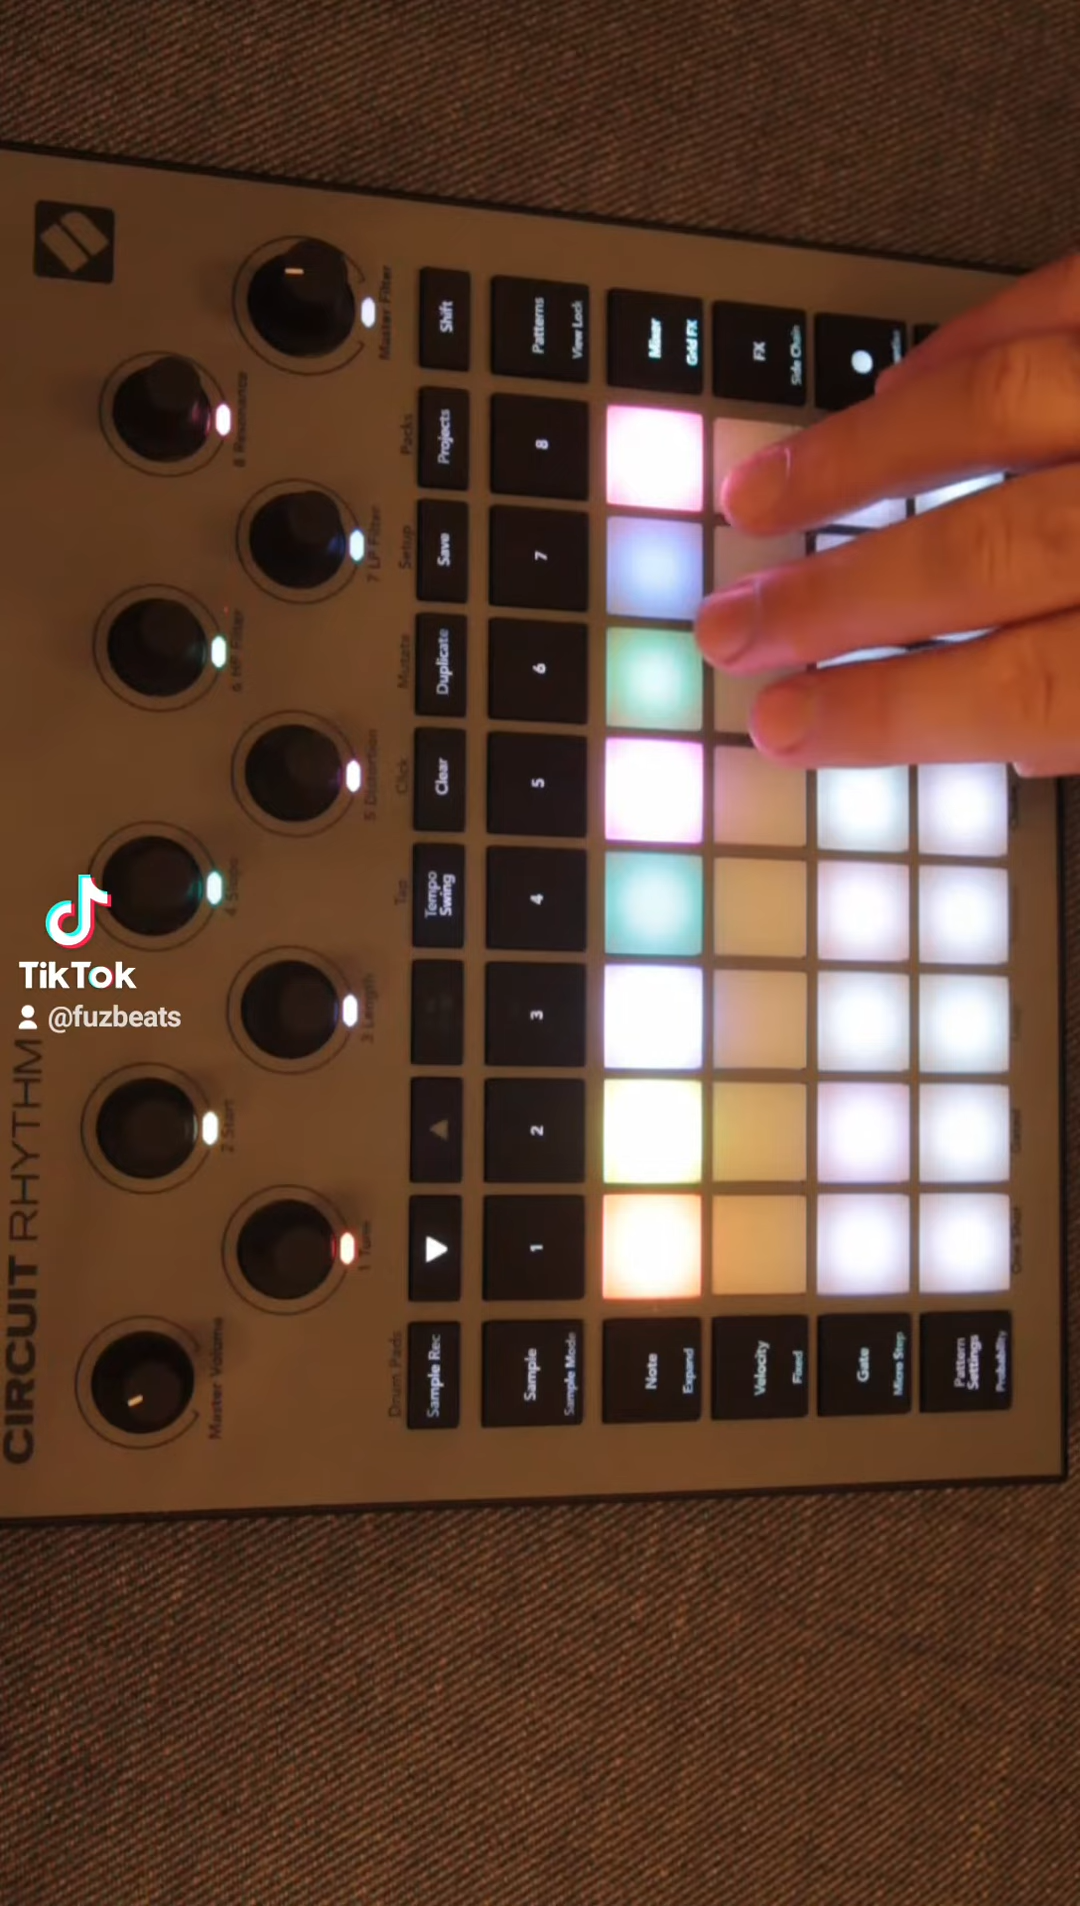 TikTok
@fuzbeats
CIRCUIT RHYTHM
Master Volume
1 Tune
2 Start
3 Length
5 Distortion
6 HP Filter
7 LP Filter
8 Resonance
Master Filter
Drum Pads
Tap
Click
Mutate
Setup
Packs
Sample Rec
Tempo
Swing
Clear
Duplicate
Save
Projects
Shift
Sample
Sample Mode
1
2
3
4
5
6
7
8
Patterns
View Lock
Note
Expand
Mixer
Grid FX
Velocity
Fixed
FX
Side Chain
Gate
Micro Step
Pattern
Settings
Probability